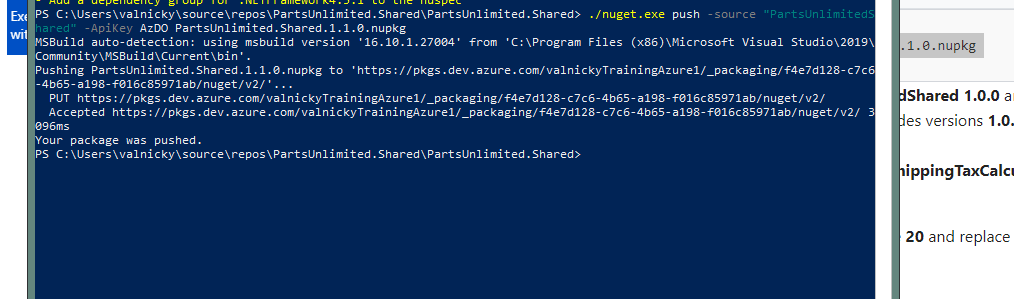 Exe
wit
- Add a dependency group for .NETFramework4.5.1 to the nuspec
PS C:\Users\valnicky\source\repos\PartsUnlimited.Shared\PartsUnlimited.Shared> ./nuget.exe push -source "PartsUnlimitedS
hared" -ApiKey AzDO PartsUnlimited.Shared.1.1.0.nupkg
MSBuild auto-detection: using msbuild version '16.10.1.27004' from 'C:\Program Files (x86)\Microsoft Visual Studio\2019\
Community\MSBuild\Current\bin'.
Pushing PartsUnlimited.Shared.1.1.0.nupkg to 'https://pkgs.dev.azure.com/valnickyTrainingAzure1/_packaging/f4e7d128-c7c6
-4b65-a198-f016c85971ab/nuget/v2/'...
PUT https://pkgs.dev.azure.com/valnickyTrainingAzure1/_packaging/f4e7d128-c7c6-4b65-a198-f016c85971ab/nuget/v2/
Accepted https://pkgs.dev.azure.com/valnickyTrainingAzure1/_packaging/f4e7d128-c7c6-4b65-a198-f016c85971ab/nuget/v2/ 3
096ms
Your package was pushed.
PS C:\Users\valnicky\source\repos\PartsUnlimited.Shared\PartsUnlimited.Shared>
.1.0.nupkg
dShared 1.0.0 a
des versions 1.0.
hippingTaxCalcu
20 and replace